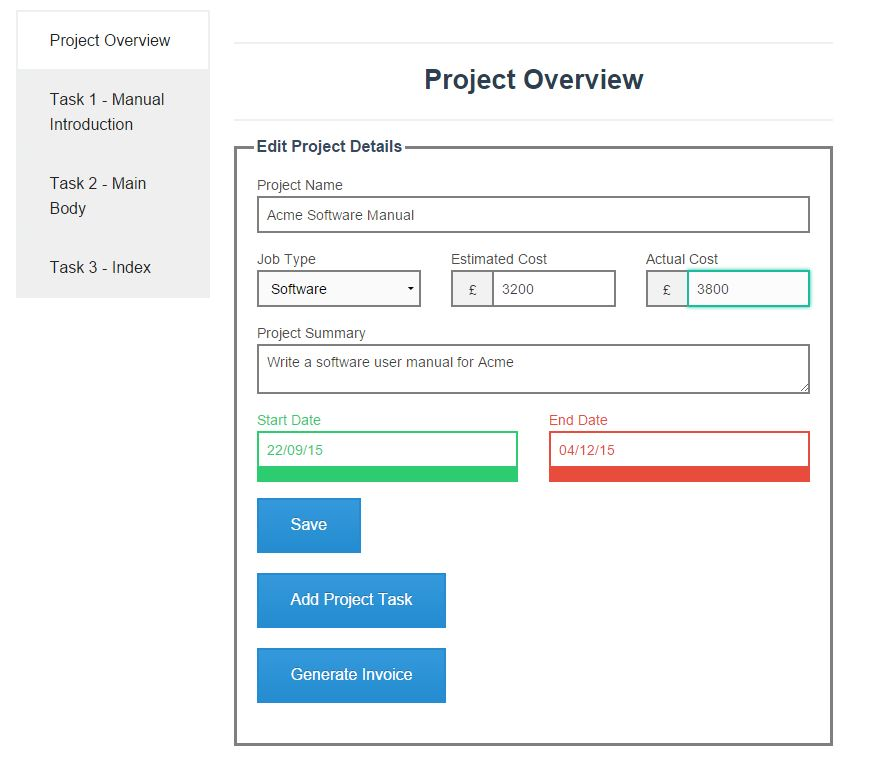 Project Overview
Task 1 - Manual
Introduction
Task 2 - Main
Body
Task 3 - Index
Project Overview
Edit Project Details
Project Name
Acme Software Manual
Job Type Estimated Cost Actual Cost
Software £ 3200 £ 3800
Project Summary
Write a software user manual for Acme
Start Date End Date
22/09/15 04/12/15
Save
Add Project Task
Generate Invoice